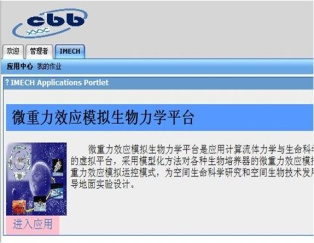 cbb
欢迎 管理者 IMECH
应用中心 我的作业
? IMECH Applications Portlet
微重力效应模拟生物力学平台
微重力效应模拟生物力学平台是应用计算流体力学与生命科
的虚拟平台，采用模型化方法对各种生物培养器的微重力效应模
重力效应模拟运控模式，为空间生命科学研究和空间生物技术发
导地面实验设计。
进入应用